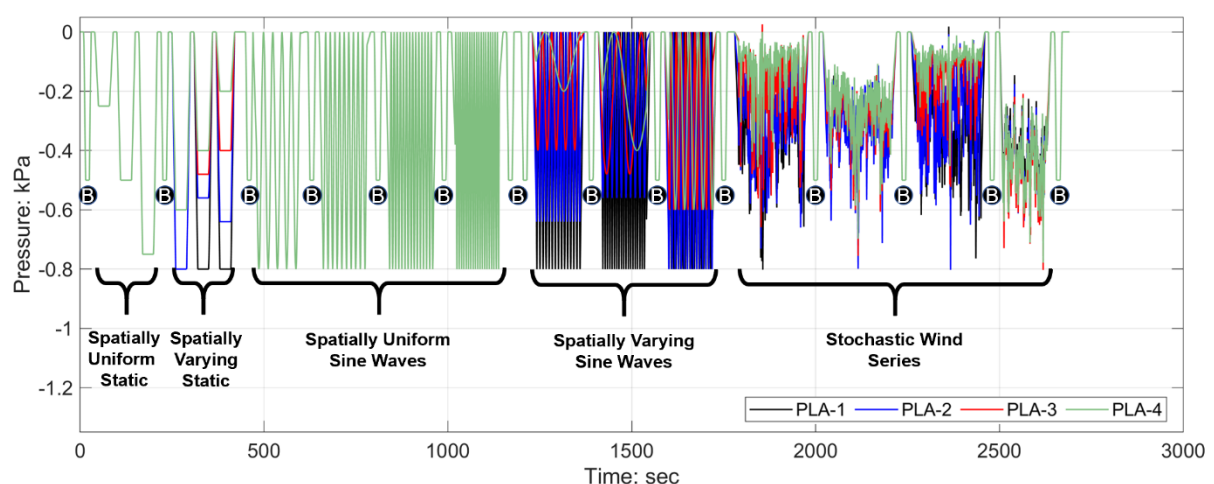 0
-0.2
-0.4
-0.6
-0.8
-1
-1.2
Pressure: kPa
B B B B B B B B B B B B B
Spatially
Uniform
Static
Spatially
Varying
Static
Spatially Uniform
Sine Waves
Spatially Varying
Sine Waves
Stochastic Wind
Series
PLA-1 PLA-2 PLA-3 PLA-4
0 500 1000 1500 2000 2500 3000
Time: sec